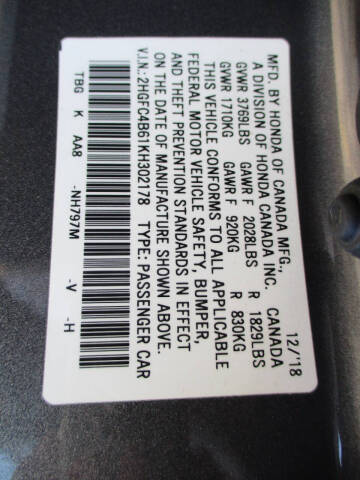 MFD. BY HONDA OF CANADA MFG.,
A DIVISION OF HONDA CANADA INC. CANADA 12/'18
GVWR 3769LBS GAWR F 2028LBS R 1829LBS
GVWR 1710KG GAWR F 920KG R 830KG
THIS VEHICLE CONFORMS TO ALL APPLICABLE
FEDERAL MOTOR VEHICLE SAFETY, BUMPER,
AND THEFT PREVENTION STANDARDS IN EFFECT
ON THE DATE OF MANUFACTURE SHOWN ABOVE.
V.I.N.: 2HGFC4B61KH302178 TYPE: PASSENGER CAR
TBG K AA8 -NH797M -V -H